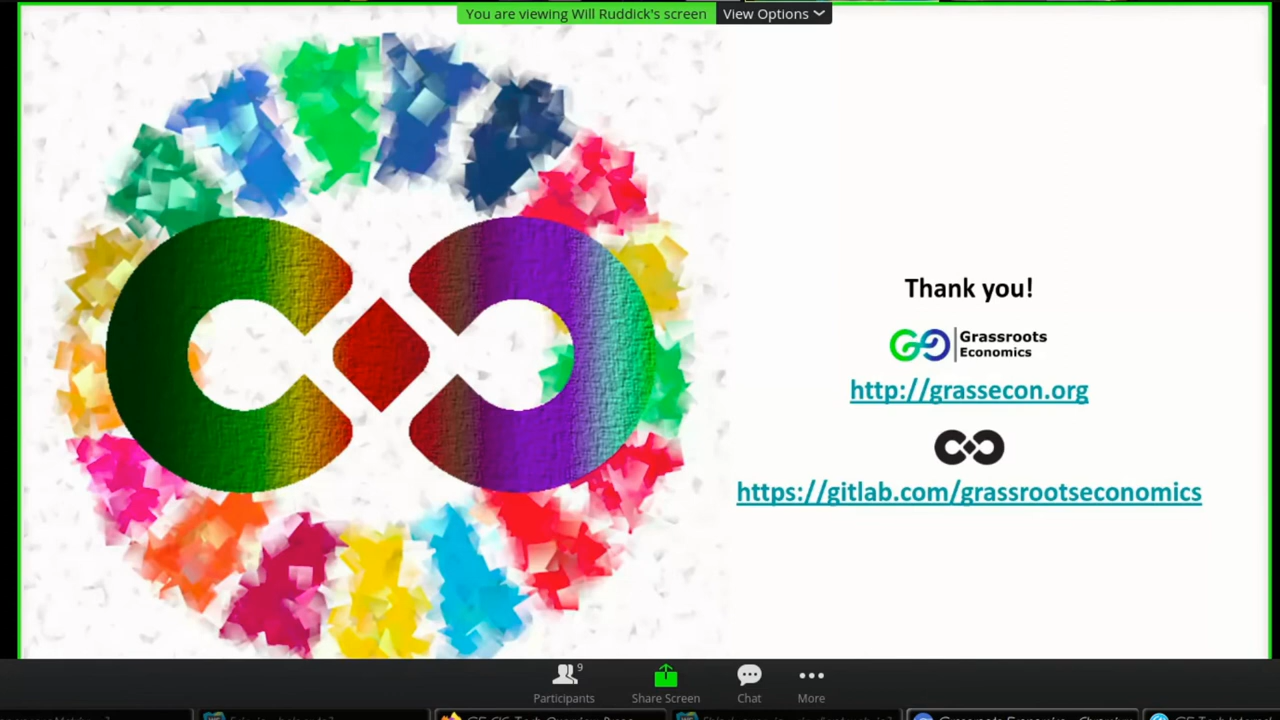 You are viewing Will Ruddick's screen View Options
Thank you!
Grassroots
Economics
http://grassecon.org
https://gitlab.com/grassrootseconomics
9
Participants Share Screen Chat More